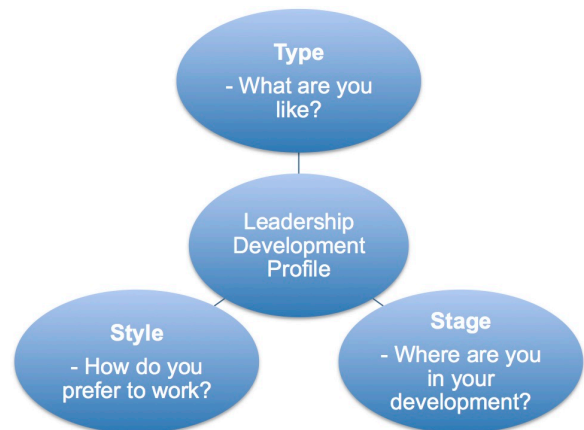 Type
- What are you
like?
Leadership
Development
Profile
Style
- How do you
prefer to work?
Stage
- Where are you
in your
development?